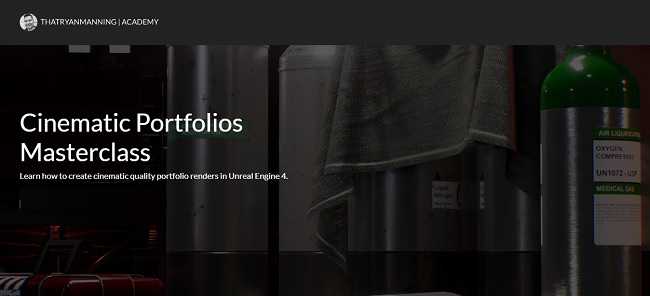 THATRYANMANNING | ACADEMY
Cinematic Portfolios
Masterclass
Learn how to create cinematic quality portfolio renders in Unreal Engine 4.
AIR LIQUIDE
OXYGEN
COMPRESSED
UN1072 - USP
MEDICAL GAS